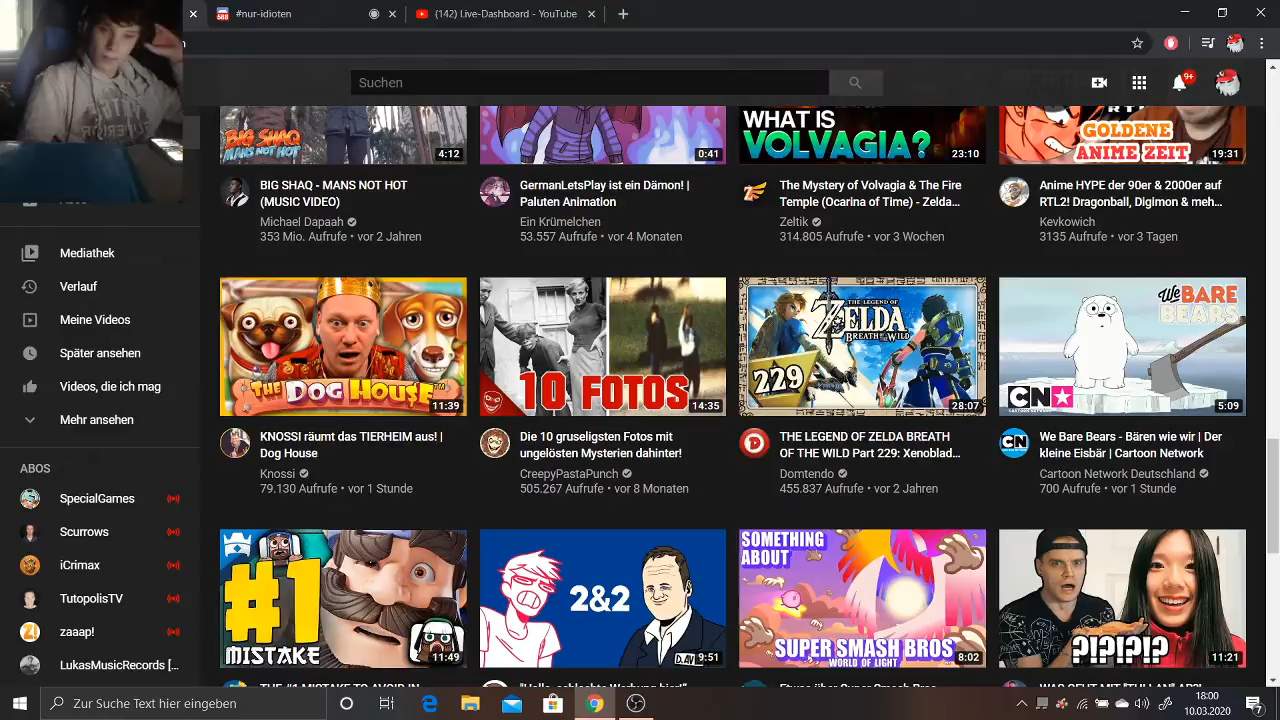 #nur-idioten
(142) Live-Dashboard - YouTube
Suchen
9+
BIG SHAQ
MANS NOT HOT
4:12
0:41
WHAT IS
VOLVAGIA?
23:10
GOLDENE
ANIME ZEIT
19:31
BIG SHAQ - MANS NOT HOT
(MUSIC VIDEO)
Michael Dapaah
353 Mio. Aufrufe • vor 2 Jahren
GermanLetsPlay ist ein Dämon! |
Paluten Animation
Ein Krümelchen
53.557 Aufrufe • vor 4 Monaten
The Mystery of Volvagia & The Fire
Temple (Ocarina of Time) - Zelda...
Zeltik
314.805 Aufrufe • vor 3 Wochen
Anime HYPE der 90er & 2000er auf
RTL2! Dragonball, Digimon & meh...
Kevkowich
3135 Aufrufe • vor 3 Tagen
Mediathek
Verlauf
Meine Videos
Später ansehen
Videos, die ich mag
Mehr ansehen
ABOS
SpecialGames
Scurrows
iCrimax
TutopolisTV
zaaap!
LukasMusicRecords [...
THE DOG HOU$E
11:39
10 FOTOS
14:35
THE LEGEND OF
ZELDA
BREATH OF THE WILD
229
28:07
We BARE
BEARS
CN
5:09
KNOSSI räumt das TIERHEIM aus! |
Dog House
Knossi
79.130 Aufrufe • vor 1 Stunde
Die 10 gruseligsten Fotos mit
ungelösten Mysterien dahinter!
CreepyPastaPunch
505.267 Aufrufe • vor 8 Monaten
THE LEGEND OF ZELDA BREATH
OF THE WILD Part 229: Xenoblad...
Domtendo
455.837 Aufrufe • vor 2 Jahren
We Bare Bears - Bären wie wir | Der
kleine Eisbär | Cartoon Network
Cartoon Network Deutschland
700 Aufrufe • vor 1 Stunde
#1
MISTAKE
11:49
2&2
9:51
SOMETHING
ABOUT
SUPER SMASH BROS
WORLD OF LIGHT
8:02
?!?!?!?
11:21
Zur Suche Text hier eingeben
18:00
10.03.2020